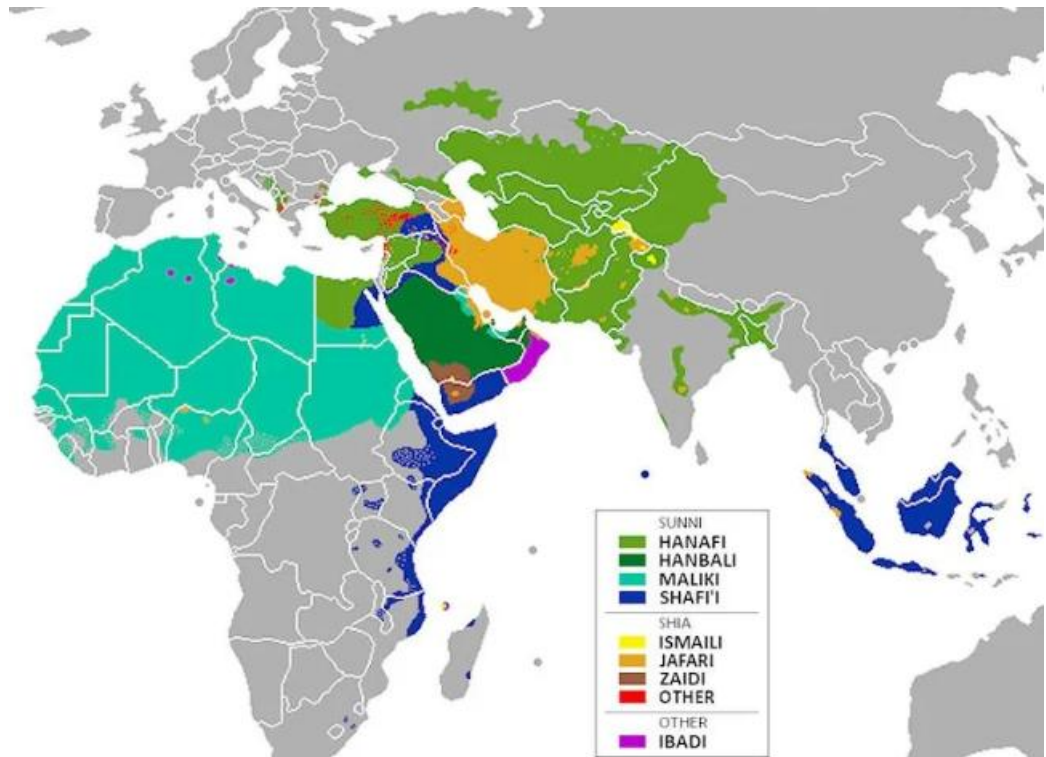 SUNNI
HANAFI
HANBALI
MALIKI
SHAFI'I
SHIA
ISMAILI
JAFARI
ZAIDI
OTHER
OTHER
IBADI